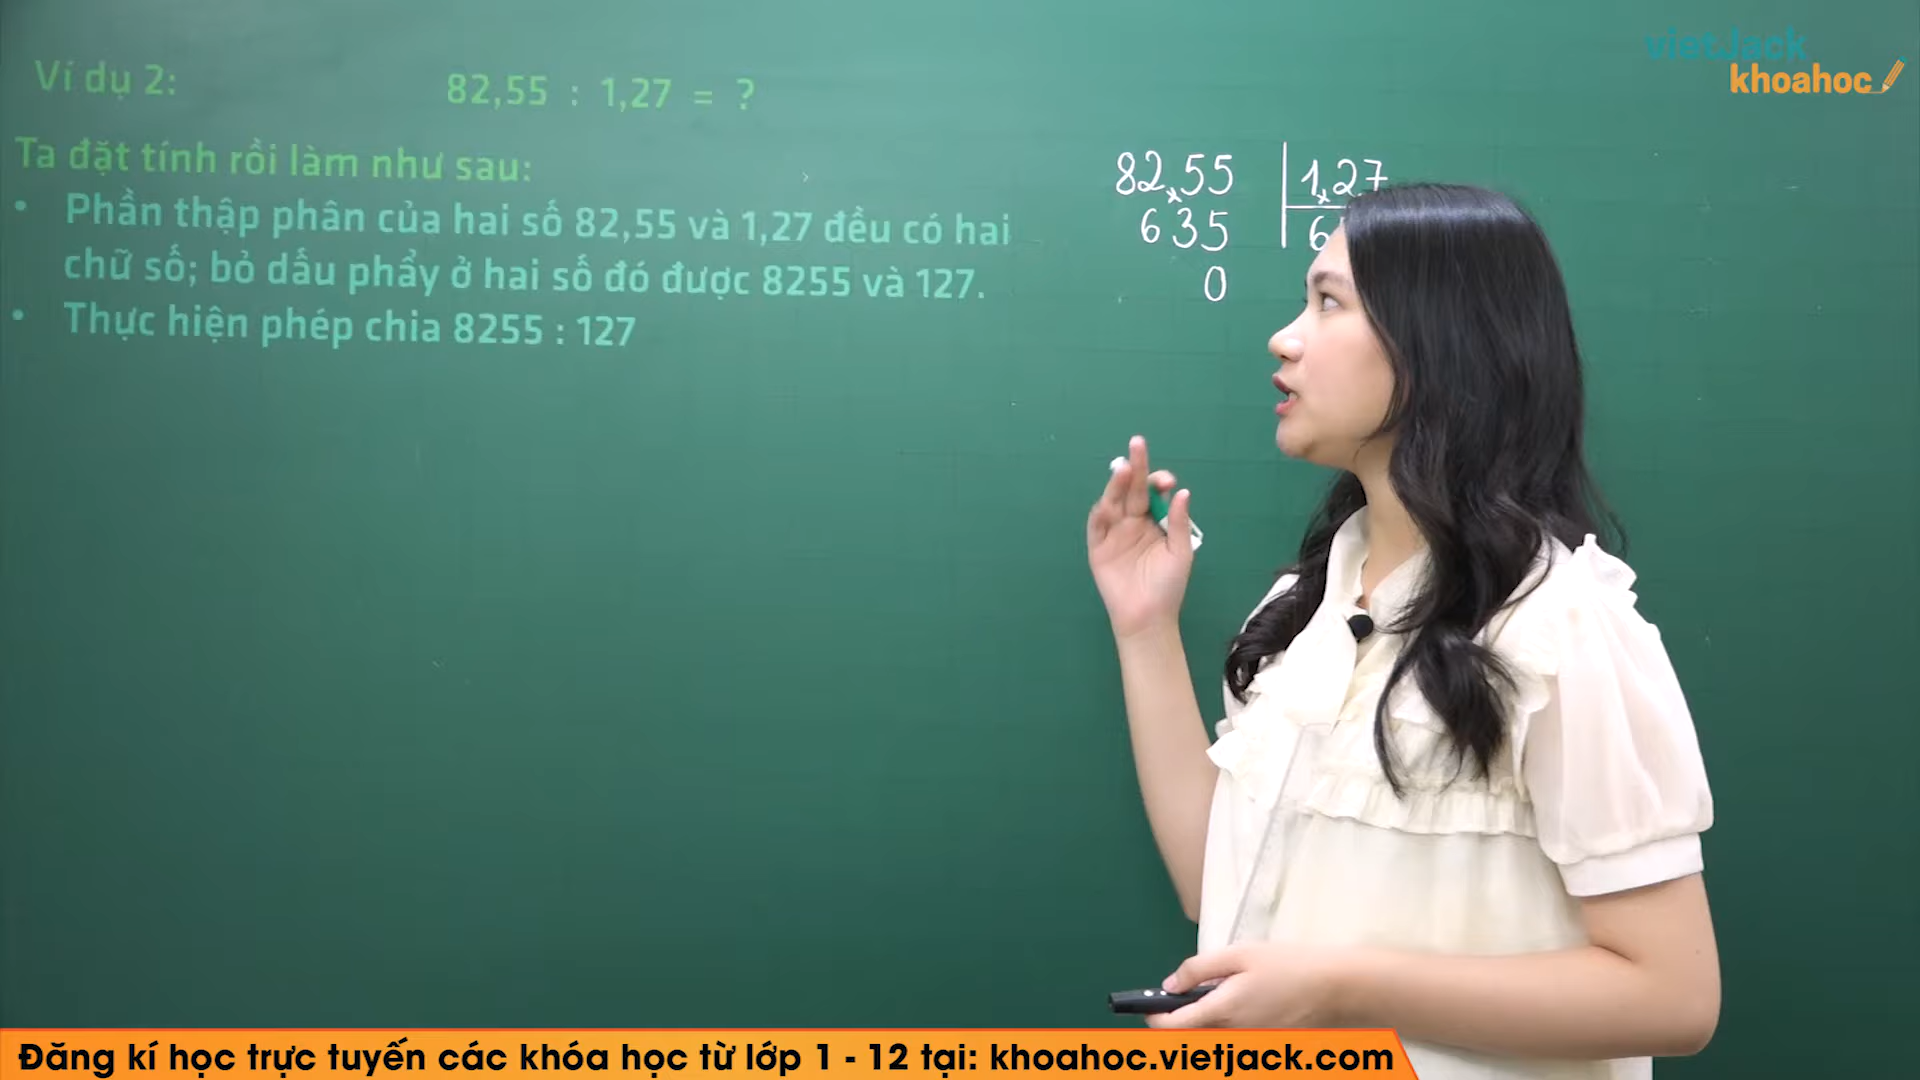 vietJack
khoahoc
Ví dụ 2:
82,55 : 1,27 = ?
Ta đặt tính rồi làm như sau:
• Phần thập phân của hai số 82,55 và 1,27 đều có hai
chữ số; bỏ dấu phẩy ở hai số đó được 8255 và 127.
• Thực hiện phép chia 8255 : 127
82,55 1,27
635 6
0
Đăng kí học trực tuyến các khóa học từ lớp 1 - 12 tại: khoahoc.vietjack.com